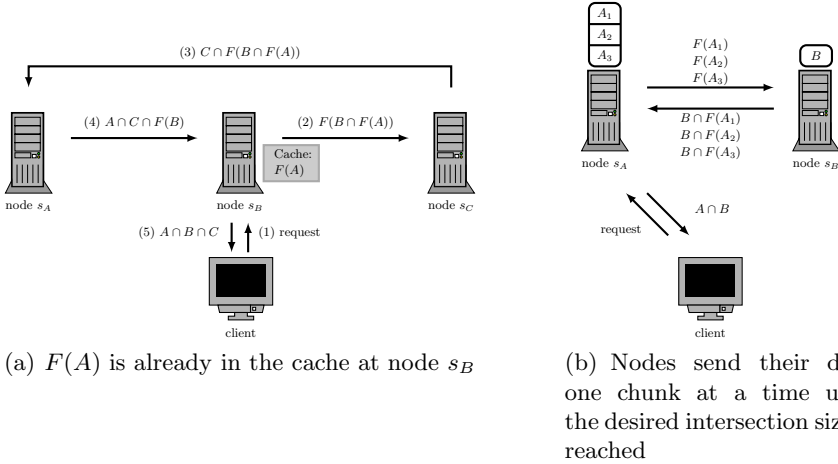 (3) C ∩ F(B ∩ F(A))
(4) A ∩ C ∩ F(B)
(2) F(B ∩ F(A))
Cache:
F(A)
node s_A
node s_B
node s_C
(5) A ∩ B ∩ C
(1) request
client
(a) F(A) is already in the cache at node s_B
A_1
A_2
A_3
F(A_1)
F(A_2)
F(A_3)
B
B ∩ F(A_1)
B ∩ F(A_2)
B ∩ F(A_3)
node s_A
node s_B
A ∩ B
request
client
(b) Nodes send their
one chunk at a time
the desired intersection
reached